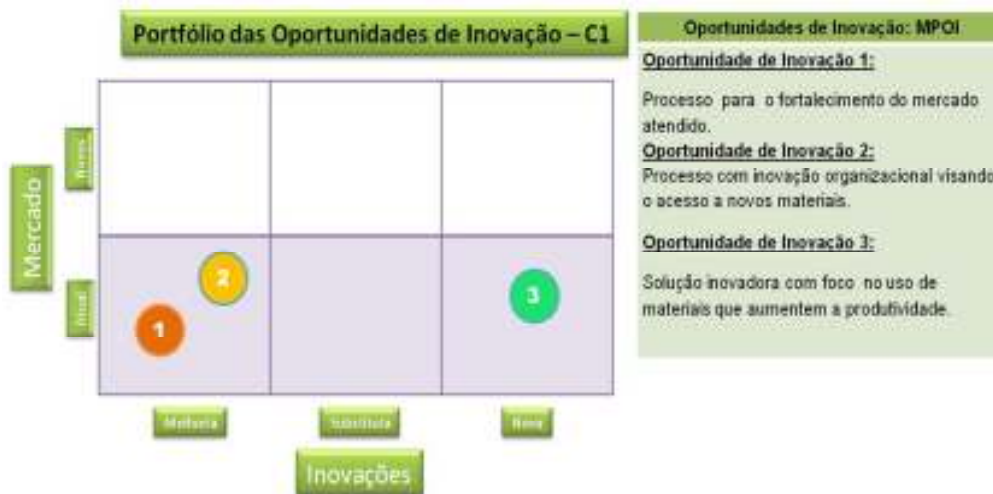 Portfólio das Oportunidades de Inovação – C1
Oportunidades de Inovação: MPOI
Oportunidade de Inovação 1:
Processo para o fortalecimento do mercado
atendido.
Oportunidade de Inovação 2:
Processo com inovação organizacional visando
o acesso a novos materiais.
Oportunidade de Inovação 3:
Solução inovadora com foco no uso de
materiais que aumentem a produtividade.
Mercado
Atual
2
1
3
Melhoria
Substituta
Nova
Inovações